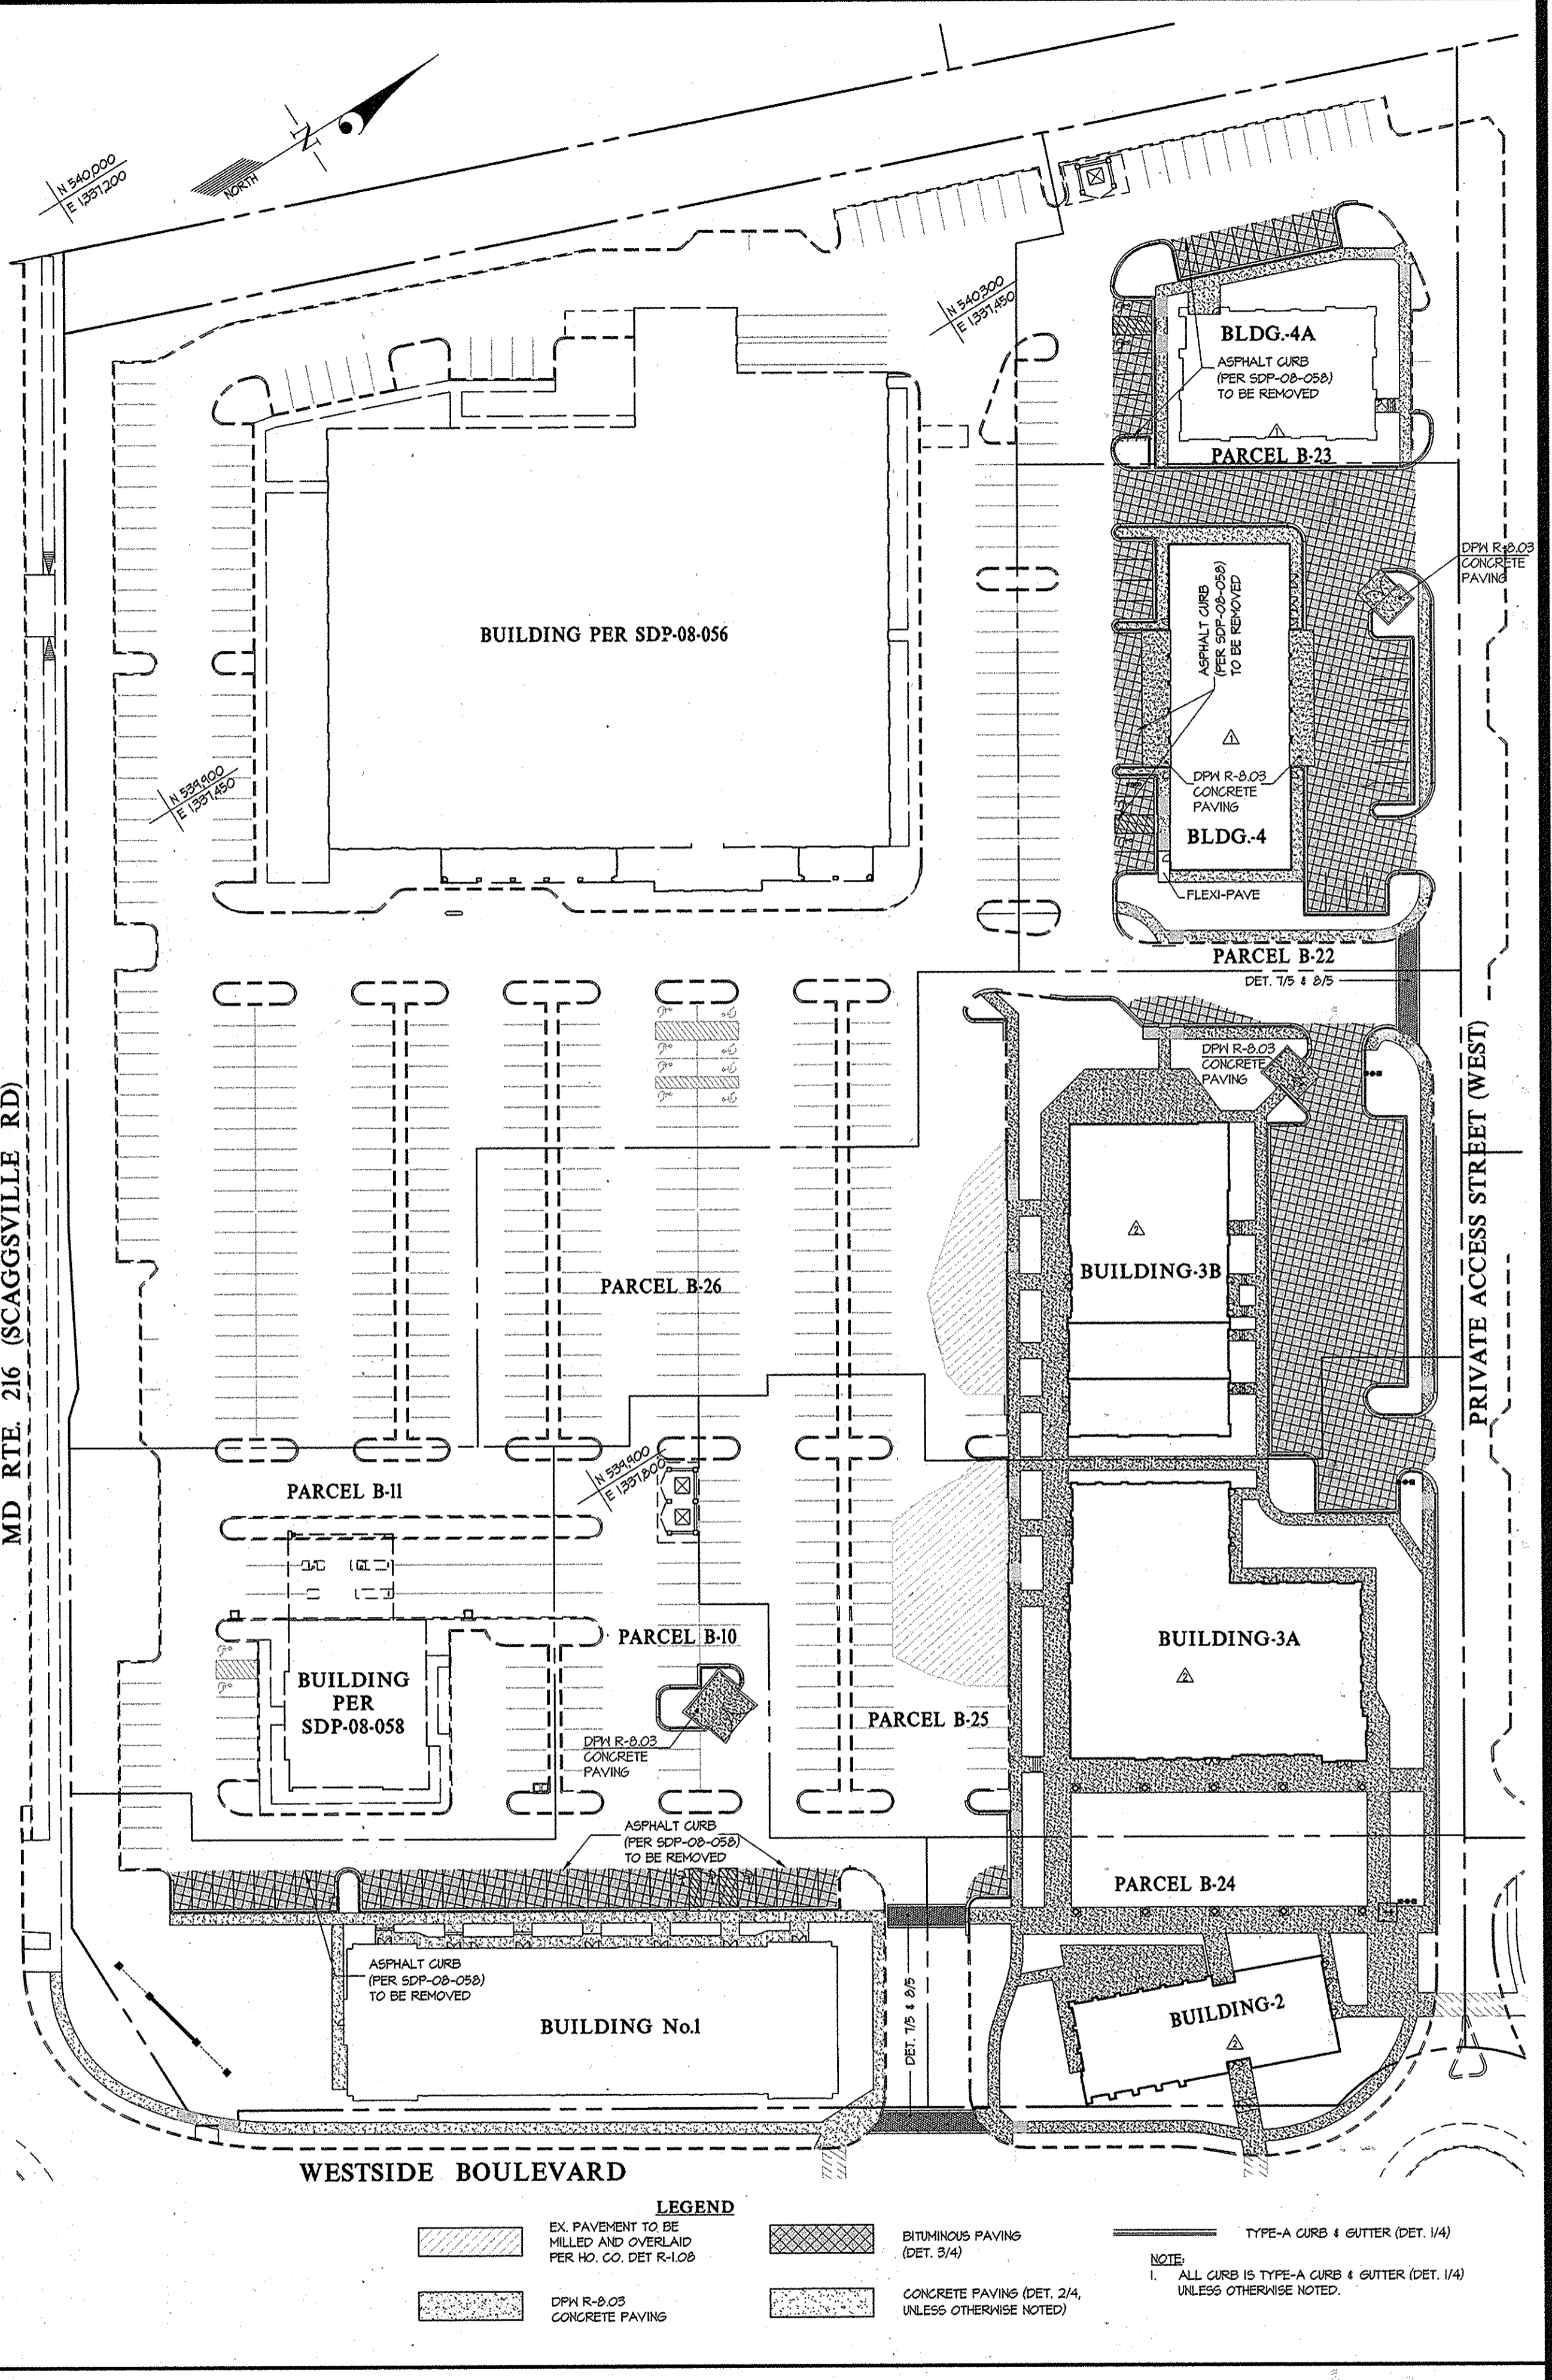 N 540,000
E 1,337,200
NORTH
N
N 540,300
E 1,337,450
BLDG.-4A
ASPHALT CURB
(PER SDP-08-058)
TO BE REMOVED
1
PARCEL B-23
DPW R-8.03
CONCRETE
PAVING
BUILDING PER SDP-08-056
ASPHALT CURB
(PER SDP-08-058)
TO BE REMOVED
1
N 539,900
E 1,337,450
DPW R-8.03
CONCRETE
PAVING
BLDG.-4
FLEXI-PAVE
PARCEL B-22
DET. 7/5 & 8/5
DPW R-8.03
CONCRETE
PAVING
PRIVATE ACCESS STREET (WEST)
MD RTE. 216 (SCAGGSVILLE RD)
2
BUILDING-3B
PARCEL B-26
N 539,900
E 1,337,800
PARCEL B-11
PARCEL B-10
BUILDING-3A
2
BUILDING
PER
SDP-08-058
PARCEL B-25
DPW R-8.03
CONCRETE
PAVING
ASPHALT CURB
(PER SDP-08-058)
TO BE REMOVED
PARCEL B-24
ASPHALT CURB
(PER SDP-08-058)
TO BE REMOVED
BUILDING No.1
DET. 7/5 & 8/5
BUILDING-2
2
WESTSIDE BOULEVARD
LEGEND
EX. PAVEMENT TO BE
MILLED AND OVERLAID
PER HO. CO. DET R-1.08
BITUMINOUS PAVING
(DET. 3/4)
TYPE-A CURB & GUTTER (DET. 1/4)
NOTE:
1. ALL CURB IS TYPE-A CURB & GUTTER (DET. 1/4)
UNLESS OTHERWISE NOTED.
DPW R-8.03
CONCRETE PAVING
CONCRETE PAVING (DET. 2/4,
UNLESS OTHERWISE NOTED)